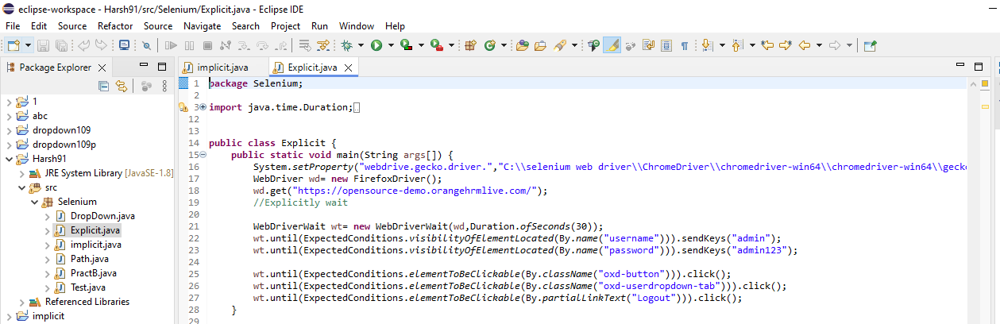 eclipse-workspace - Harsh91/src/Selenium/Explicit.java - Eclipse IDE
File Edit Source Refactor Source Navigate Search Project Run Window Help
Package Explorer
implicit.java
Explicit.java
1
abc
dropdown109
dropdown109p
Harsh91
JRE System Library [JavaSE-1.8]
src
Selenium
DropDown.java
Explicit.java
implicit.java
Path.java
PractB.java
Test.java
Referenced Libraries
implicit
1 package Selenium;
2
3 import java.time.Duration;
12
13
14 public class Explicit {
15 public static void main(String args[]) {
16 System.setProperty("webdrive.gecko.driver.","C:\\selenium web driver\\ChromeDriver\\chromedriver-win64\\chromedriver-win64\\gecko
17 WebDriver wd= new FirefoxDriver();
18 wd.get("https://opensource-demo.orangehrmlive.com/");
19 //Explicitly wait
20
21 WebDriverWait wt= new WebDriverWait(wd,Duration.ofSeconds(30));
22 wt.until(ExpectedConditions.visibilityOfElementLocated(By.name("username"))).sendKeys("admin");
23 wt.until(ExpectedConditions.visibilityOfElementLocated(By.name("password"))).sendKeys("admin123");
24
25 wt.until(ExpectedConditions.elementToBeClickable(By.className("oxd-button"))).click();
26 wt.until(ExpectedConditions.elementToBeClickable(By.className("oxd-userdropdown-tab"))).click();
27 wt.until(ExpectedConditions.elementToBeClickable(By.partialLinkText("Logout"))).click();
28 }
29